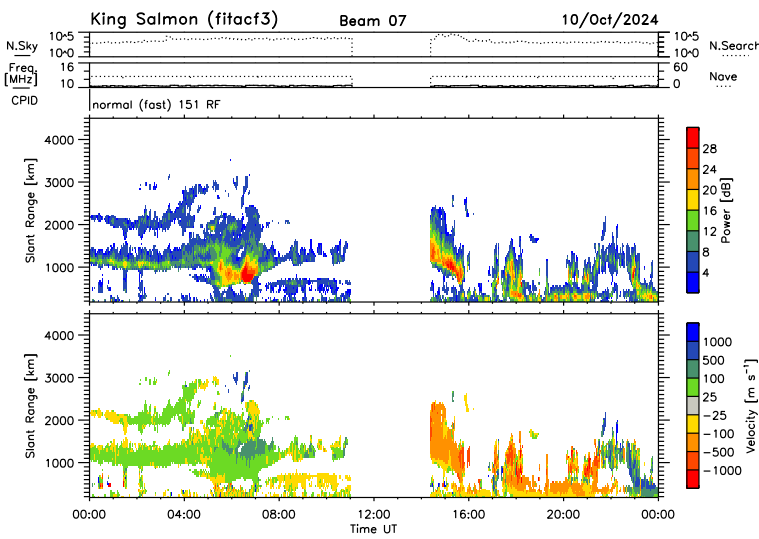 King Salmon (fitacf3) Beam 07 10/Oct/2024
N.Sky 10^5 10^0 10^5 10^0 N.Search
Freq. [MHz] 16 10 60 0 Nave
CPID normal (fast) 151 RF
Slant Range [km] 4000 3000 2000 1000
Power [dB] 28 24 20 16 12 8 4
Slant Range [km] 4000 3000 2000 1000
Velocity [m s⁻¹] 1000 500 100 25 −25 −100 −500 −1000
00:00 04:00 08:00 12:00 16:00 20:00 00:00
Time UT